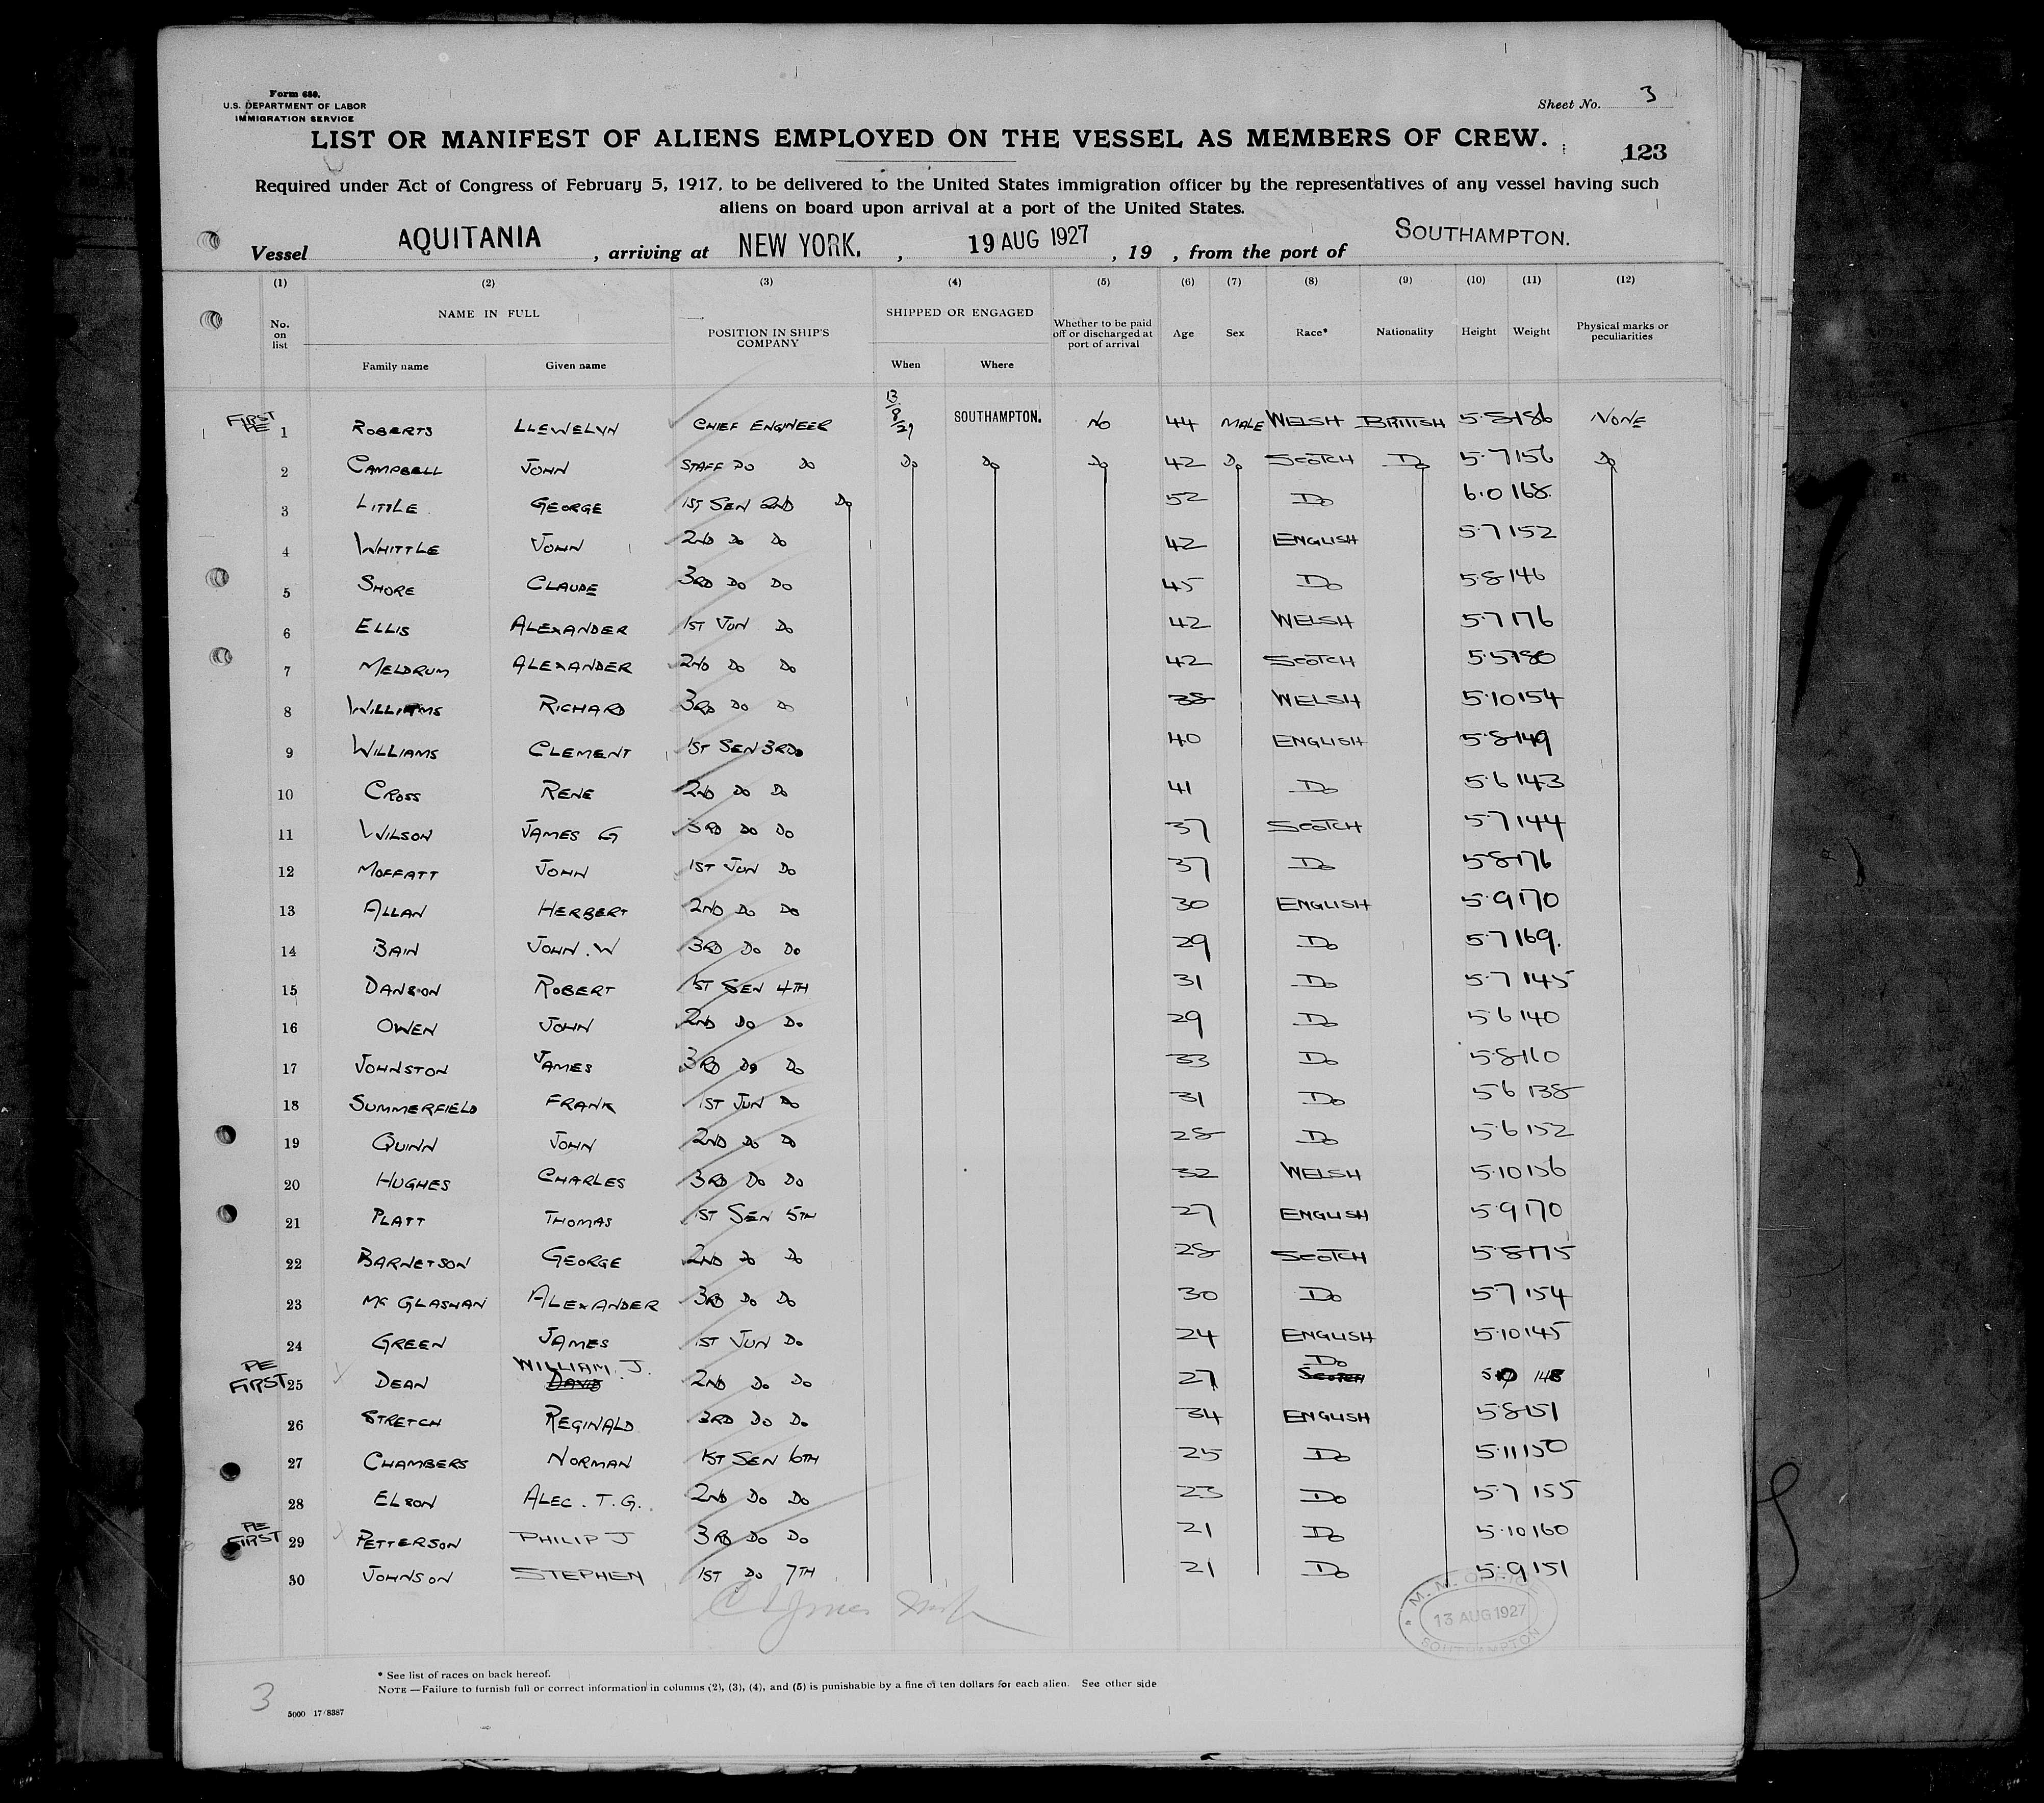 Form 680.
U.S. DEPARTMENT OF LABOR
IMMIGRATION SERVICE
Sheet No. 3
LIST OR MANIFEST OF ALIENS EMPLOYED ON THE VESSEL AS MEMBERS OF CREW.
123
Required under Act of Congress of February 5, 1917, to be delivered to the United States immigration officer by the representatives of any vessel having such
aliens on board upon arrival at a port of the United States.
Vessel AQUITANIA, arriving at NEW YORK., 19 AUG 1927, 19 , from the port of SOUTHAMPTON.
(1) (2) (3) (4) (5) (6) (7) (8) (9) (10) (11) (12)
No. on list NAME IN FULL POSITION IN SHIP'S COMPANY SHIPPED OR ENGAGED Whether to be paid off or discharged at port of arrival Age Sex Race* Nationality Height Weight Physical marks or peculiarities
Family name Given name When Where
FIRST PE 1 ROBERTS LLEWELYN CHIEF ENGINEER 13/8/27 SOUTHAMPTON. NO 44 MALE WELSH BRITISH 5.8 186 NONE
2 CAMPBELL JOHN STAFF DO DO DO DO DO 42 DO SCOTCH DO 5.7 156 DO
3 LITTLE GEORGE 1ST SEN 2ND DO 52 DO 6.0 168.
4 WHITTLE JOHN 2ND DO DO 42 ENGLISH 5.7 152
5 SHORE CLAUDE 3RD DO DO 45 DO 5.8 146
6 ELLIS ALEXANDER 1ST JUN DO 42 WELSH 5.7 176
7 MELDRUM ALEXANDER 2ND DO DO 42 SCOTCH 5.5 180
8 WILLIAMS RICHARD 3RD DO DO 38 WELSH 5.10 154
9 WILLIAMS CLEMENT 1ST SEN 3RD DO 40 ENGLISH 5.8 149
10 CROSS RENE 2ND DO DO 41 DO 5.6 143
11 WILSON JAMES G 3RD DO DO 37 SCOTCH 5.7 144
12 MOFFATT JOHN 1ST JUN DO 37 DO 5.8 176
13 ALLAN HERBERT 2ND DO DO 30 ENGLISH 5.9 170
14 BAIN JOHN. W 3RD DO DO 29 DO 5.7 169.
15 DANSON ROBERT 1ST SEN 4TH 31 DO 5.7 145
16 OWEN JOHN 2ND DO DO 29 DO 5.6 140
17 JOHNSTON JAMES 3RD DO DO 33 DO 5.8 160
18 SUMMERFIELD FRANK 1ST JUN DO 31 DO 5 6 138
19 QUINN JOHN 2ND DO DO 28 DO 5.6 152
20 HUGHES CHARLES 3RD DO DO 32 WELSH 5.10 156
21 PLATT THOMAS 1ST SEN 5TH 27 ENGLISH 5.9 170
22 BARNETSON GEORGE 2ND DO DO 28 SCOTCH 5.8 175
23 MC GLASHAN ALEXANDER 3RD DO DO 30 DO 5.7 154
24 GREEN JAMES 1ST JUN DO 24 ENGLISH 5.10 145
PE FIRST 25 DEAN DAVID WILLIAM. J. 2ND DO DO 27 SCOTCH DO
26 STRETCH REGINALD 3RD DO DO 34 ENGLISH 5.8 151
27 CHAMBERS NORMAN 1ST SEN 6TH 25 DO 5.11 150
28 ELSON ALEC. T. G. 2ND DO DO 23 DO 5.7 155
PE FIRST 29 PETTERSON PHILIP J 3RD DO DO 21 DO 5.10 160
30 JOHNSON STEPHEN 1ST DO 7TH 21 DO 5.9 151
M. M. OFFICE
13 AUG 1927
SOUTHAMPTON
* See list of races on back hereof.
NOTE—Failure to furnish full or correct information in columns (2), (3), (4), and (5) is punishable by a fine of ten dollars for each alien. See other side
3
5000 17/8387